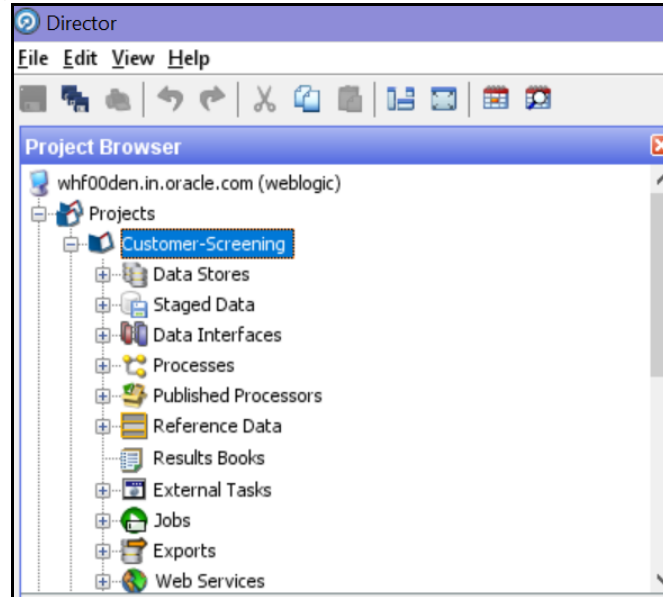 Director
File Edit View Help
Project Browser
whf00den.in.oracle.com (weblogic)
Projects
Customer-Screening
Data Stores
Staged Data
Data Interfaces
Processes
Published Processors
Reference Data
Results Books
External Tasks
Jobs
Exports
Web Services